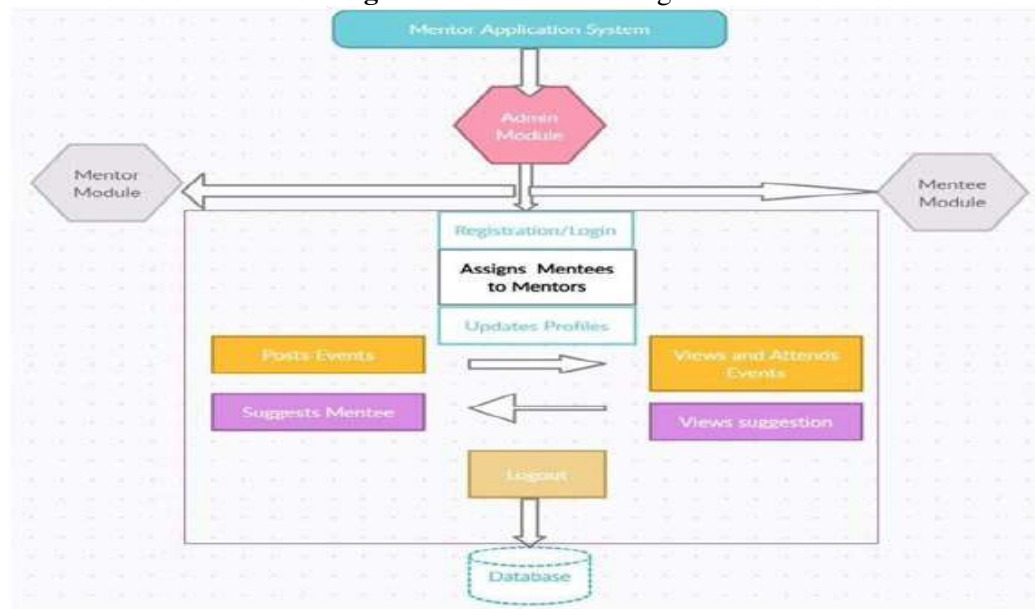 Mentor Application System
Admin
Module
Mentor
Module
Mentee
Module
Registration/Login
Assigns Mentees
to Mentors
Updates Profiles
Posts Events
Views and Attends
Events
Suggests Mentee
Views suggestion
Logout
Database